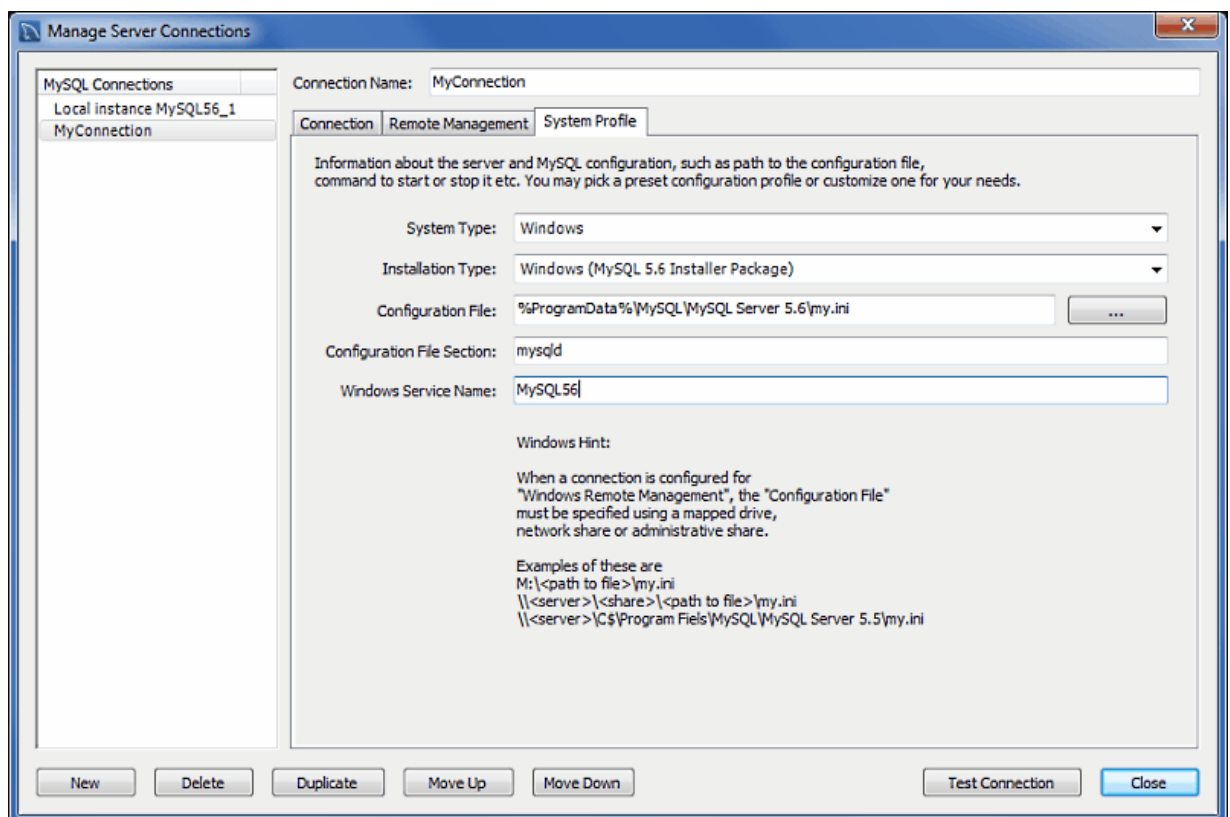 Manage Server Connections
MySQL Connections
Local instance MySQL56_1
MyConnection
Connection Name: MyConnection
Connection Remote Management System Profile
Information about the server and MySQL configuration, such as path to the configuration file,
command to start or stop it etc. You may pick a preset configuration profile or customize one for your needs.
System Type: Windows
Installation Type: Windows (MySQL 5.6 Installer Package)
Configuration File: %ProgramData%\MySQL\MySQL Server 5.6\my.ini ...
Configuration File Section: mysqld
Windows Service Name: MySQL56
Windows Hint:
When a connection is configured for
"Windows Remote Management", the "Configuration File"
must be specified using a mapped drive,
network share or administrative share.
Examples of these are
M:\<path to file>\my.ini
\\<server>\<share>\<path to file>\my.ini
\\<server>\C$\Program Fiels\MySQL\MySQL Server 5.5\my.ini
New Delete Duplicate Move Up Move Down Test Connection Close